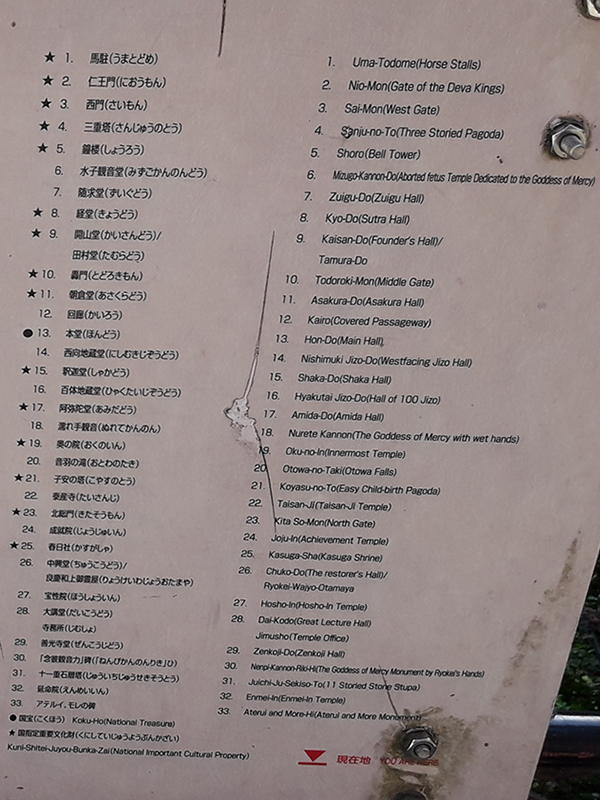 ★ 1. 馬駐(うまとどめ)
★ 2. 仁王門(におうもん)
★ 3. 西門(さいもん)
★ 4. 三重塔(さんじゅうのとう)
★ 5. 鐘楼(しょうろう)
6. 水子観音堂(みずごかんのんどう)
7. 随求堂(ずいぐどう)
★ 8. 経堂(きょうどう)
★ 9. 開山堂(かいさんどう)/
田村堂(たむらどう)
★ 10. 轟門(とどろきもん)
★ 11. 朝倉堂(あさくらどう)
12. 回廊(かいろう)
● 13. 本堂(ほんどう)
14. 西向地蔵堂(にしむきじぞうどう)
★ 15. 釈迦堂(しゃかどう)
16. 百体地蔵堂(ひゃくたいじぞうどう)
★ 17. 阿弥陀堂(あみだどう)
18. 濡れ手観音(ぬれてかんのん)
★ 19. 奥の院(おくのいん)
20. 音羽の滝(おとわのたき)
★ 21. 子安の塔(こやすのとう)
22. 泰産寺(たいさんじ)
★ 23. 北総門(きたそうもん)
24. 成就院(じょうじゅいん)
★ 25. 春日社(かすがしゃ)
26. 中興堂(ちゅうこうどう)/
良慶和上御霊屋(りょうけいわじょうおたまや)
27. 宝性院(ほうしょういん)
28. 大講堂(だいこうどう)
寺務所(じむしょ)
29. 善光寺堂(ぜんこうじどう)
30. 「念彼観音力」碑(「ねんぴかんのんりき」ひ)
31. 十一重石層塔(じゅういちじゅうせきそうとう)
32. 延命院(えんめいいん)
33. アテルイ、モレの碑
● 国宝(こくほう) Koku-Ho(National Treasure)
★ 国指定重要文化財(くにしていじゅうようぶんかざい)
Kuni-Shitei-Juyou-Bunka-Zai(National Important Cultural Property)
1. Uma-Todome(Horse Stalls)
2. Nio-Mon(Gate of the Deva Kings)
3. Sai-Mon(West Gate)
4. Sanju-no-To(Three Storied Pagoda)
5. Shoro(Bell Tower)
6. Mizugo-Kannon-Do(Aborted fetus Temple Dedicated to the Goddess of Mercy)
7. Zuigu-Do(Zuigu Hall)
8. Kyo-Do(Sutra Hall)
9. Kaisan-Do(Founder's Hall)/
Tamura-Do
10. Todoroki-Mon(Middle Gate)
11. Asakura-Do(Asakura Hall)
12. Kairo(Covered Passageway)
13. Hon-Do(Main Hall)
14. Nishimuki Jizo-Do(Westfacing Jizo Hall)
15. Shaka-Do(Shaka Hall)
16. Hyakutai Jizo-Do(Hall of 100 Jizo)
17. Amida-Do(Amida Hall)
18. Nurete Kannon(The Goddess of Mercy with wet hands)
19. Oku-no-In(Innermost Temple)
20. Otowa-no-Taki(Otowa Falls)
21. Koyasu-no-To(Easy Child-birth Pagoda)
22. Taisan-Ji(Taisan-Ji Temple)
23. Kita So-Mon(North Gate)
24. Joju-In(Achievement Temple)
25. Kasuga-Sha(Kasuga Shrine)
26. Chuko-Do(The restorer's Hall)/
Ryokei-Wajyo-Otamaya
27. Hosho-In(Hosho-In Temple)
28. Dai-Kodo(Great Lecture Hall)
Jimusho(Temple Office)
29. Zenkoji-Do(Zenkoji Hall)
30. Nenpi-Kannon-Riki-Hi(The Goddess of Mercy Monument by Ryokei's Hands)
31. Juichi-Ju-Sekiso-To(11 Storied Stone Stupa)
32. Enmei-In(Enmei-In Temple)
33. Aterui and More-Hi(Aterui and More Monument)
現在地 YOU ARE HERE